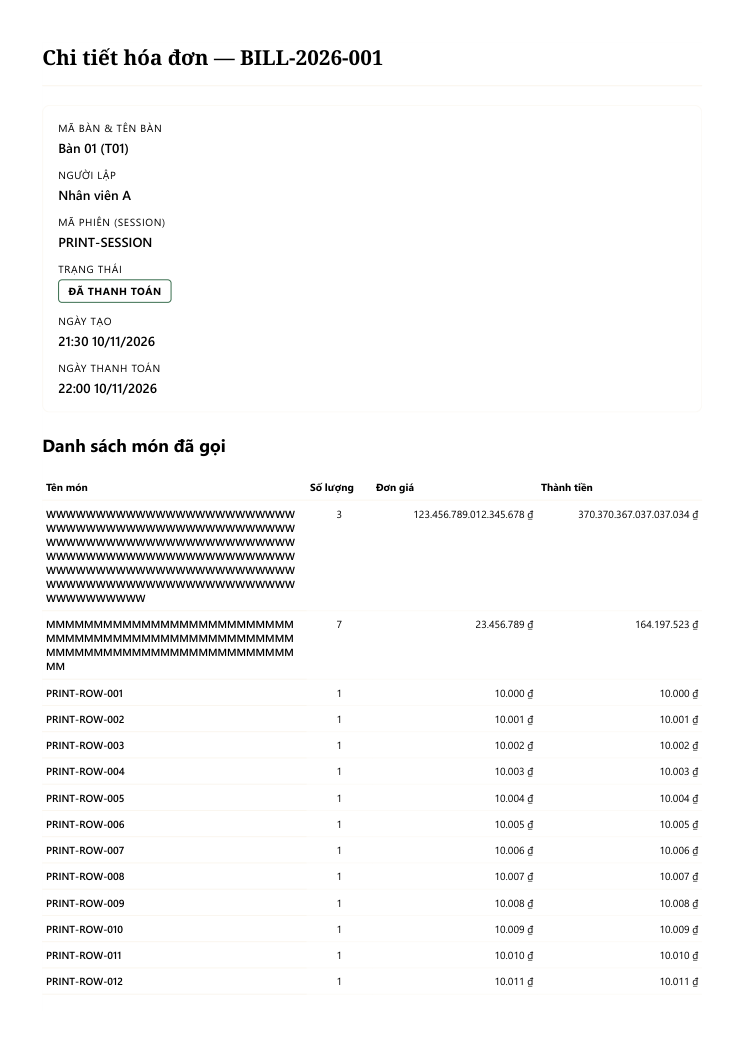 Chi tiết hóa đơn — BILL-2026-001
MÃ BÀN & TÊN BÀN
Bàn 01 (T01)
NGƯỜI LẬP
Nhân viên A
MÃ PHIÊN (SESSION)
PRINT-SESSION
TRẠNG THÁI
ĐÃ THANH TOÁN
NGÀY TẠO
21:30 10/11/2026
NGÀY THANH TOÁN
22:00 10/11/2026
Danh sách món đã gọi
Tên món Số lượng Đơn giá Thành tiền
WWWWWWWWWWWWWWWWWWWWWWWWW 3 123.456.789.012.345.678 ₫ 370.370.367.037.037.034 ₫
WWWWWWWWWWWWWWWWWWWWWWWWW
WWWWWWWWWWWWWWWWWWWWWWWWW
WWWWWWWWWWWWWWWWWWWWWWWWW
WWWWWWWWWWWWWWWWWWWWWWWWW
WWWWWWWWWWWWWWWWWWWWWWWWW
WWWWWWWWWW
MMMMMMMMMMMMMMMMMMMMMMMMMM 7 23.456.789 ₫ 164.197.523 ₫
MMMMMMMMMMMMMMMMMMMMMMMMMM
MMMMMMMMMMMMMMMMMMMMMMMMMM
MM
PRINT-ROW-001 1 10.000 ₫ 10.000 ₫
PRINT-ROW-002 1 10.001 ₫ 10.001 ₫
PRINT-ROW-003 1 10.002 ₫ 10.002 ₫
PRINT-ROW-004 1 10.003 ₫ 10.003 ₫
PRINT-ROW-005 1 10.004 ₫ 10.004 ₫
PRINT-ROW-006 1 10.005 ₫ 10.005 ₫
PRINT-ROW-007 1 10.006 ₫ 10.006 ₫
PRINT-ROW-008 1 10.007 ₫ 10.007 ₫
PRINT-ROW-009 1 10.008 ₫ 10.008 ₫
PRINT-ROW-010 1 10.009 ₫ 10.009 ₫
PRINT-ROW-011 1 10.010 ₫ 10.010 ₫
PRINT-ROW-012 1 10.011 ₫ 10.011 ₫